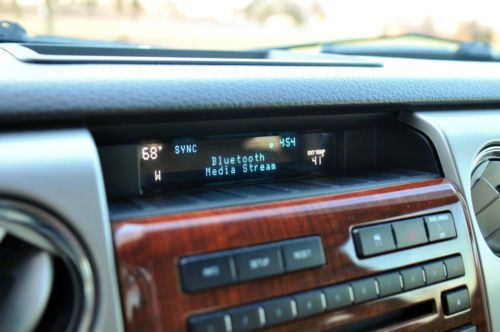 68°F SYNC 4:54
Bluetooth
EXT TEMP
W Media Stream 41
INFO SETUP RESET